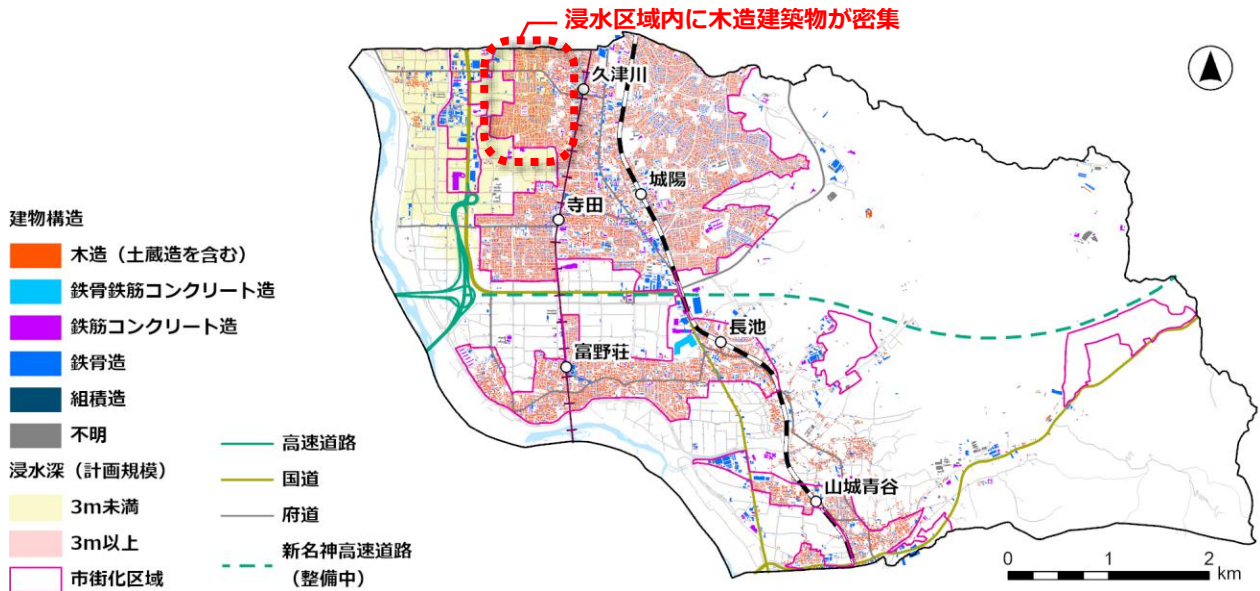 浸水区域内に木造建築物が密集
久津川
城陽
寺田
長池
富野荘
山城青谷
建物構造
木造（土蔵造を含む）
鉄骨鉄筋コンクリート造
鉄筋コンクリート造
鉄骨造
組積造
不明
浸水深（計画規模）
3m未満
3m以上
市街化区域
高速道路
国道
府道
新名神高速道路
（整備中）
0 1 2
km